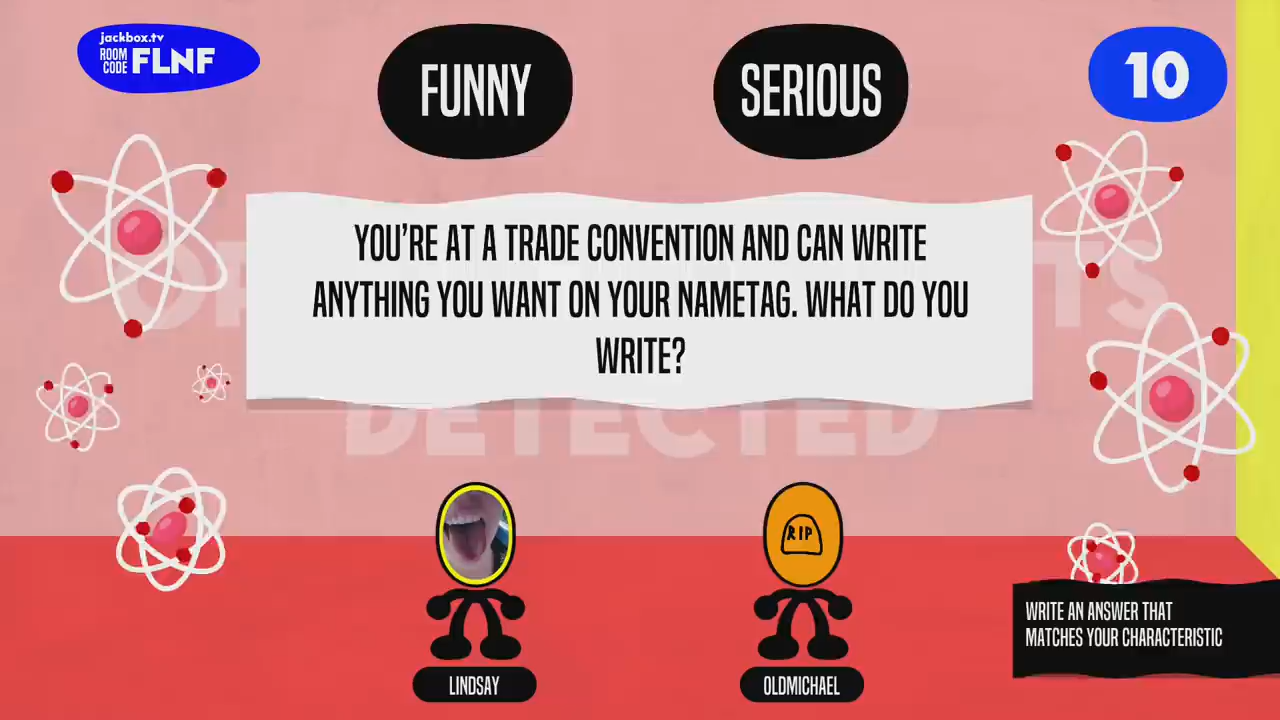 jackbox.tv
ROOM CODE FLNF
FUNNY
SERIOUS
10
YOU'RE AT A TRADE CONVENTION AND CAN WRITE
ANYTHING YOU WANT ON YOUR NAMETAG. WHAT DO YOU
WRITE?
DETECTED
RIP
WRITE AN ANSWER THAT
MATCHES YOUR CHARACTERISTIC
LINDSAY
OLDMICHAEL